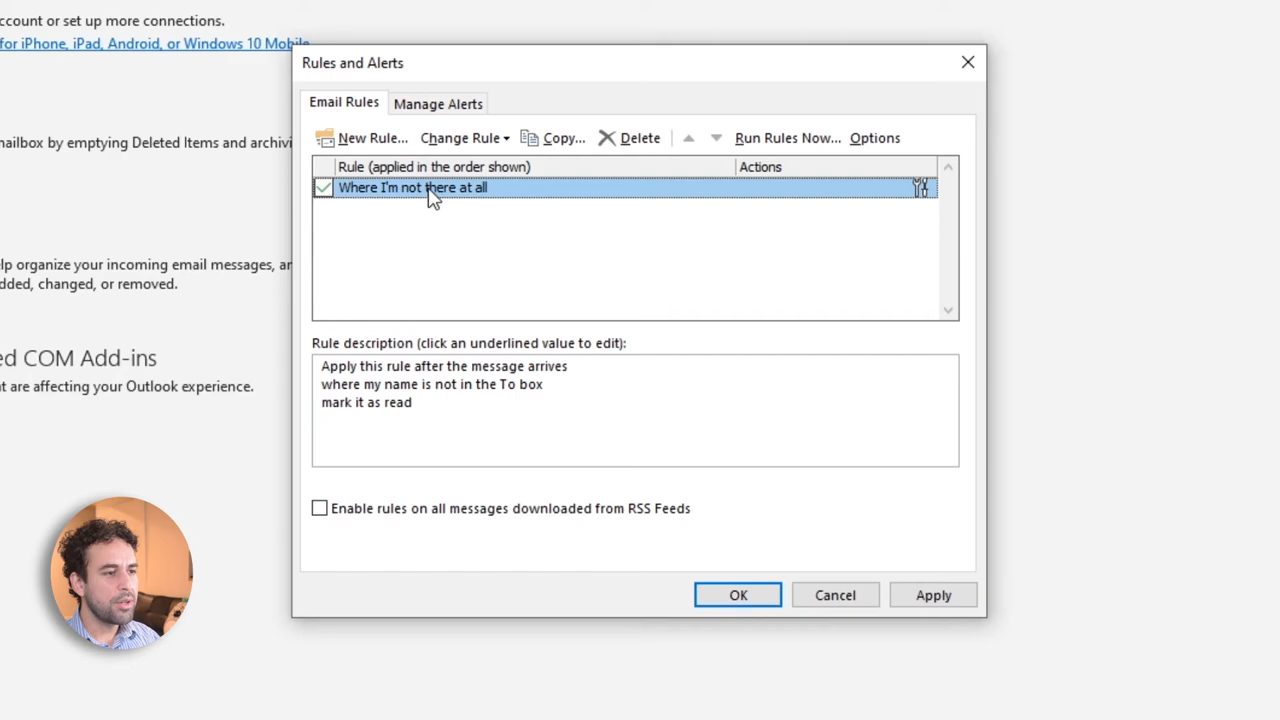 ccount or set up more connections.
for iPhone, iPad, Android, or Windows 10 Mobile
Rules and Alerts
Email Rules
Manage Alerts
New Rule...
Change Rule
Copy...
Delete
Run Rules Now...
Options
Rule (applied in the order shown)
Actions
Where I'm not there at all
nailbox by emptying Deleted Items and archivi
elp organize your incoming email messages, an
dded, changed, or removed.
Rule description (click an underlined value to edit):
Apply this rule after the message arrives
where my name is not in the To box
mark it as read
ed COM Add-ins
at are affecting your Outlook experience.
Enable rules on all messages downloaded from RSS Feeds
OK
Cancel
Apply